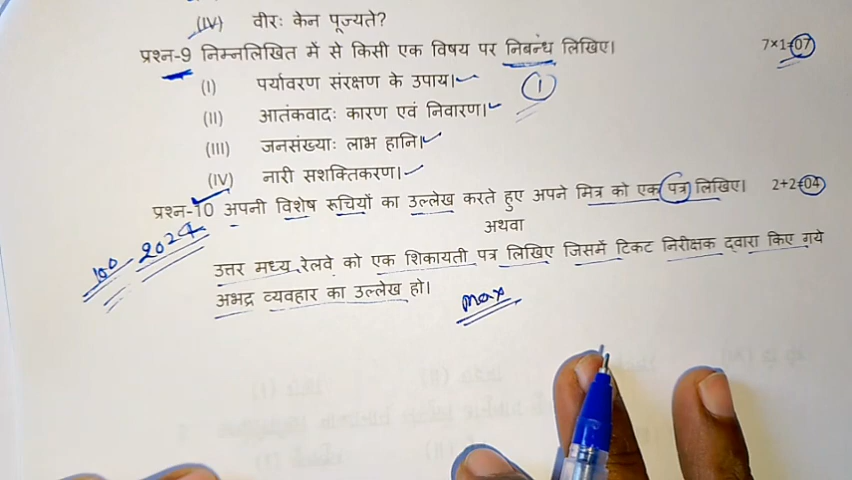 (IV) वीरः केन पूज्यते?
प्रश्न-9 निम्नलिखित में से किसी एक विषय पर निबन्ध लिखिए। 7×1=07
(I) पर्यावरण संरक्षण के उपाय। 1
(II) आतंकवादः कारण एवं निवारण।
(III) जनसंख्याः लाभ हानि।
(IV) नारी सशक्तिकरण।
प्रश्न-10 अपनी विशेष रूचियों का उल्लेख करते हुए अपने मित्र को एक पत्र लिखिए। 2+2=04
अथवा
100 2024
उत्तर मध्य रेलवे को एक शिकायती पत्र लिखिए जिसमें टिकट निरीक्षक द्वारा किए गये
अभद्र व्यवहार का उल्लेख हो।
max